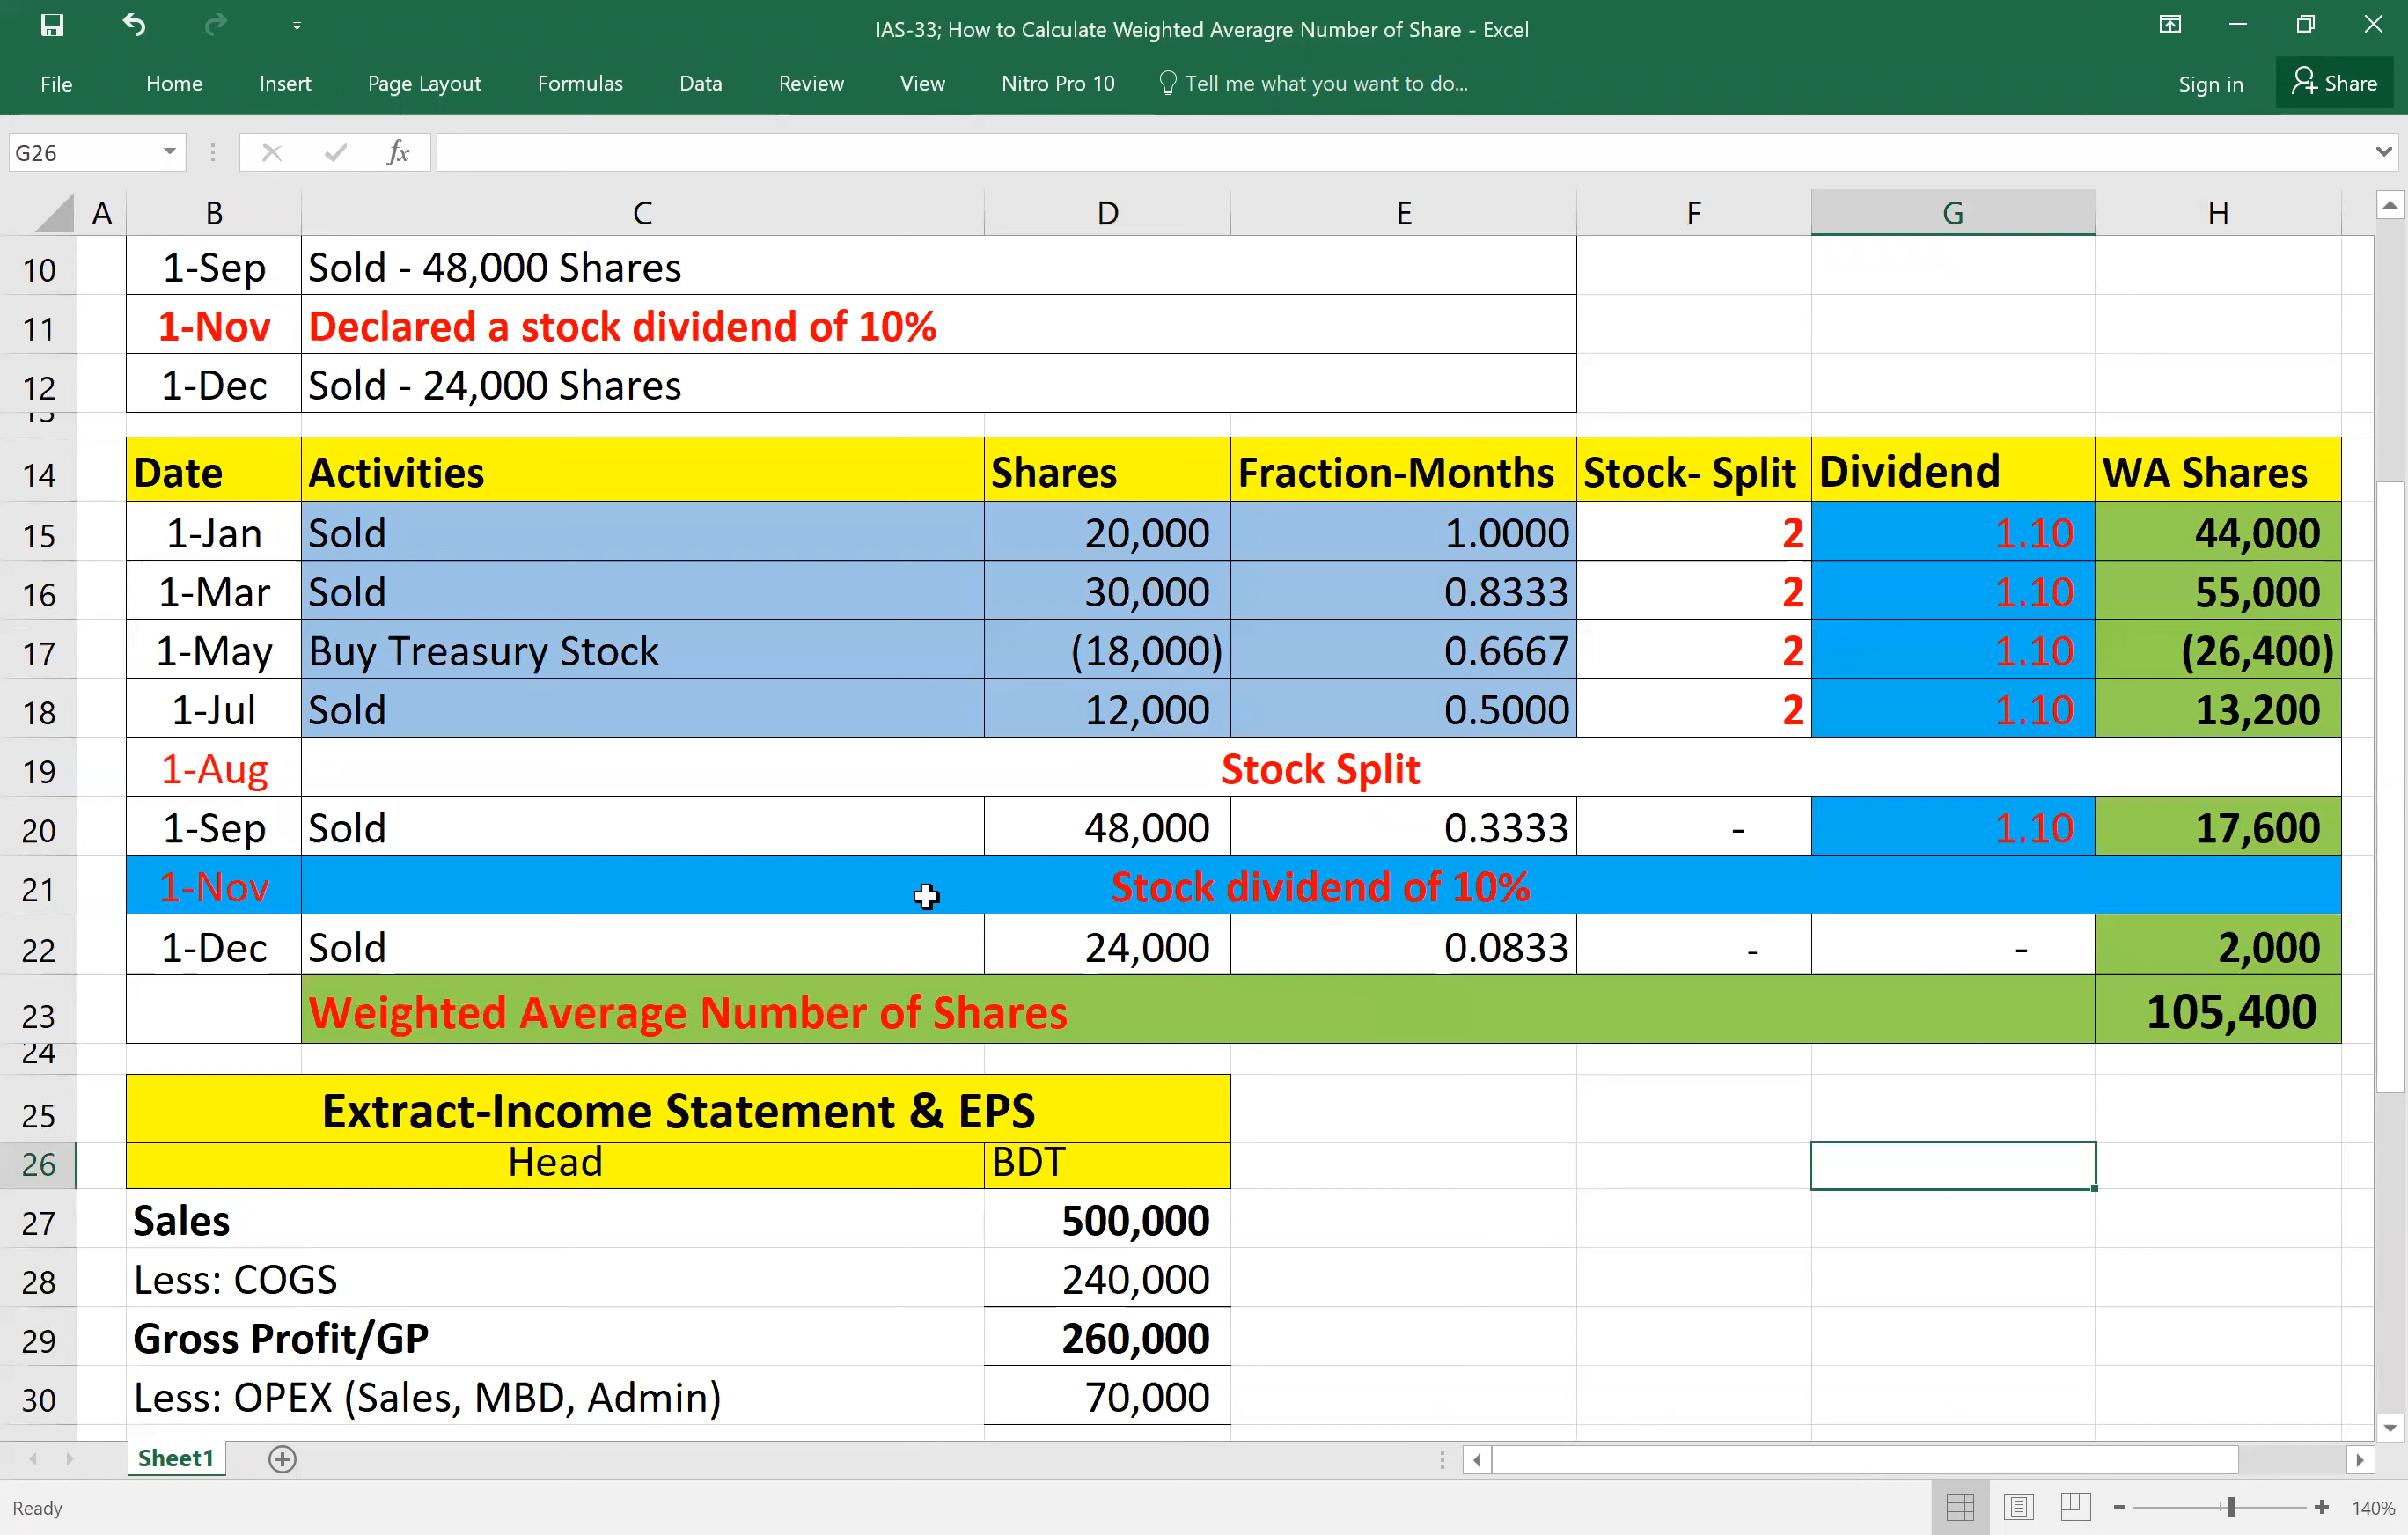 IAS-33; How to Calculate Weighted Averagre Number of Share - Excel
File Home Insert Page Layout Formulas Data Review View Nitro Pro 10 Tell me what you want to do... Sign in Share
G26 fx
A B C D E F G H
10 1-Sep Sold - 48,000 Shares
11 1-Nov Declared a stock dividend of 10%
12 1-Dec Sold - 24,000 Shares
13
14 Date Activities Shares Fraction-Months Stock- Split Dividend WA Shares
15 1-Jan Sold 20,000 1.0000 2 1.10 44,000
16 1-Mar Sold 30,000 0.8333 2 1.10 55,000
17 1-May Buy Treasury Stock (18,000) 0.6667 2 1.10 (26,400)
18 1-Jul Sold 12,000 0.5000 2 1.10 13,200
19 1-Aug Stock Split
20 1-Sep Sold 48,000 0.3333 - 1.10 17,600
21 1-Nov Stock dividend of 10%
22 1-Dec Sold 24,000 0.0833 - - 2,000
23 Weighted Average Number of Shares 105,400
24
25 Extract-Income Statement & EPS
26 Head BDT
27 Sales 500,000
28 Less: COGS 240,000
29 Gross Profit/GP 260,000
30 Less: OPEX (Sales, MBD, Admin) 70,000
Sheet1
Ready 140%